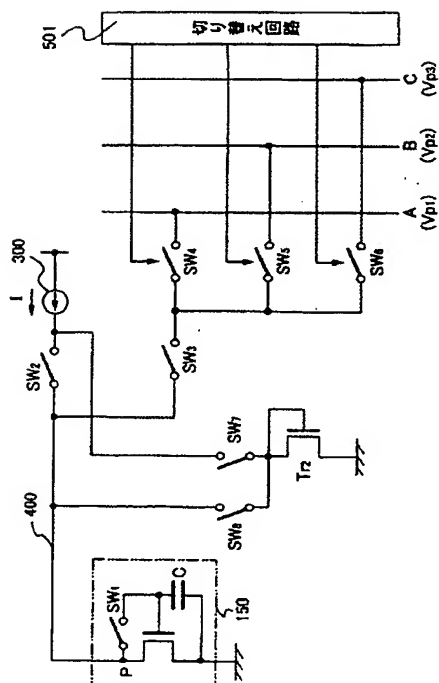 501
切り替え回路
C
(Vp3)
B
(Vp2)
A
(Vp1)
SW4
SW5
SW6
300
I
SW2
SW3
SW7
SW8
Tr2
400
SW1
P
C
150